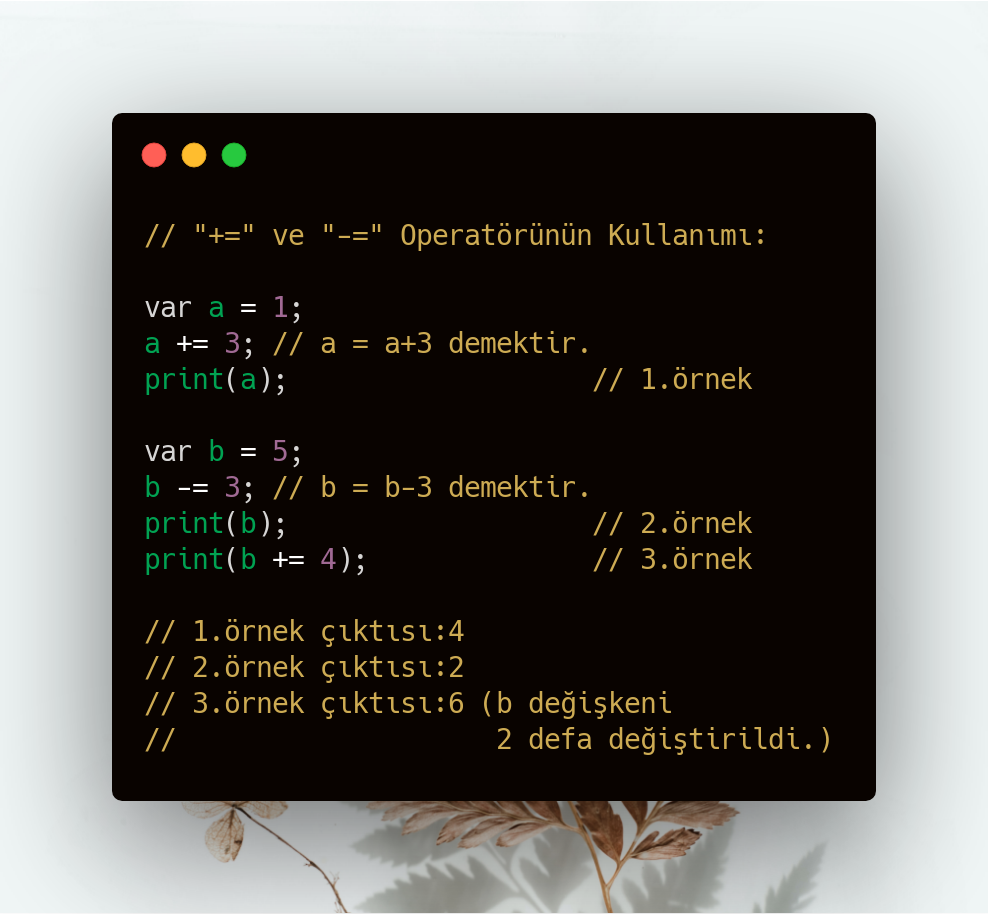 // "+=" ve "-=" Operatörünün Kullanımı:
var a = 1;
a += 3; // a = a+3 demektir.
print(a); // 1.örnek
var b = 5;
b -= 3; // b = b-3 demektir.
print(b); // 2.örnek
print(b += 4); // 3.örnek
// 1.örnek çıktısı:4
// 2.örnek çıktısı:2
// 3.örnek çıktısı:6 (b değişkeni
// 2 defa değiştirildi.)